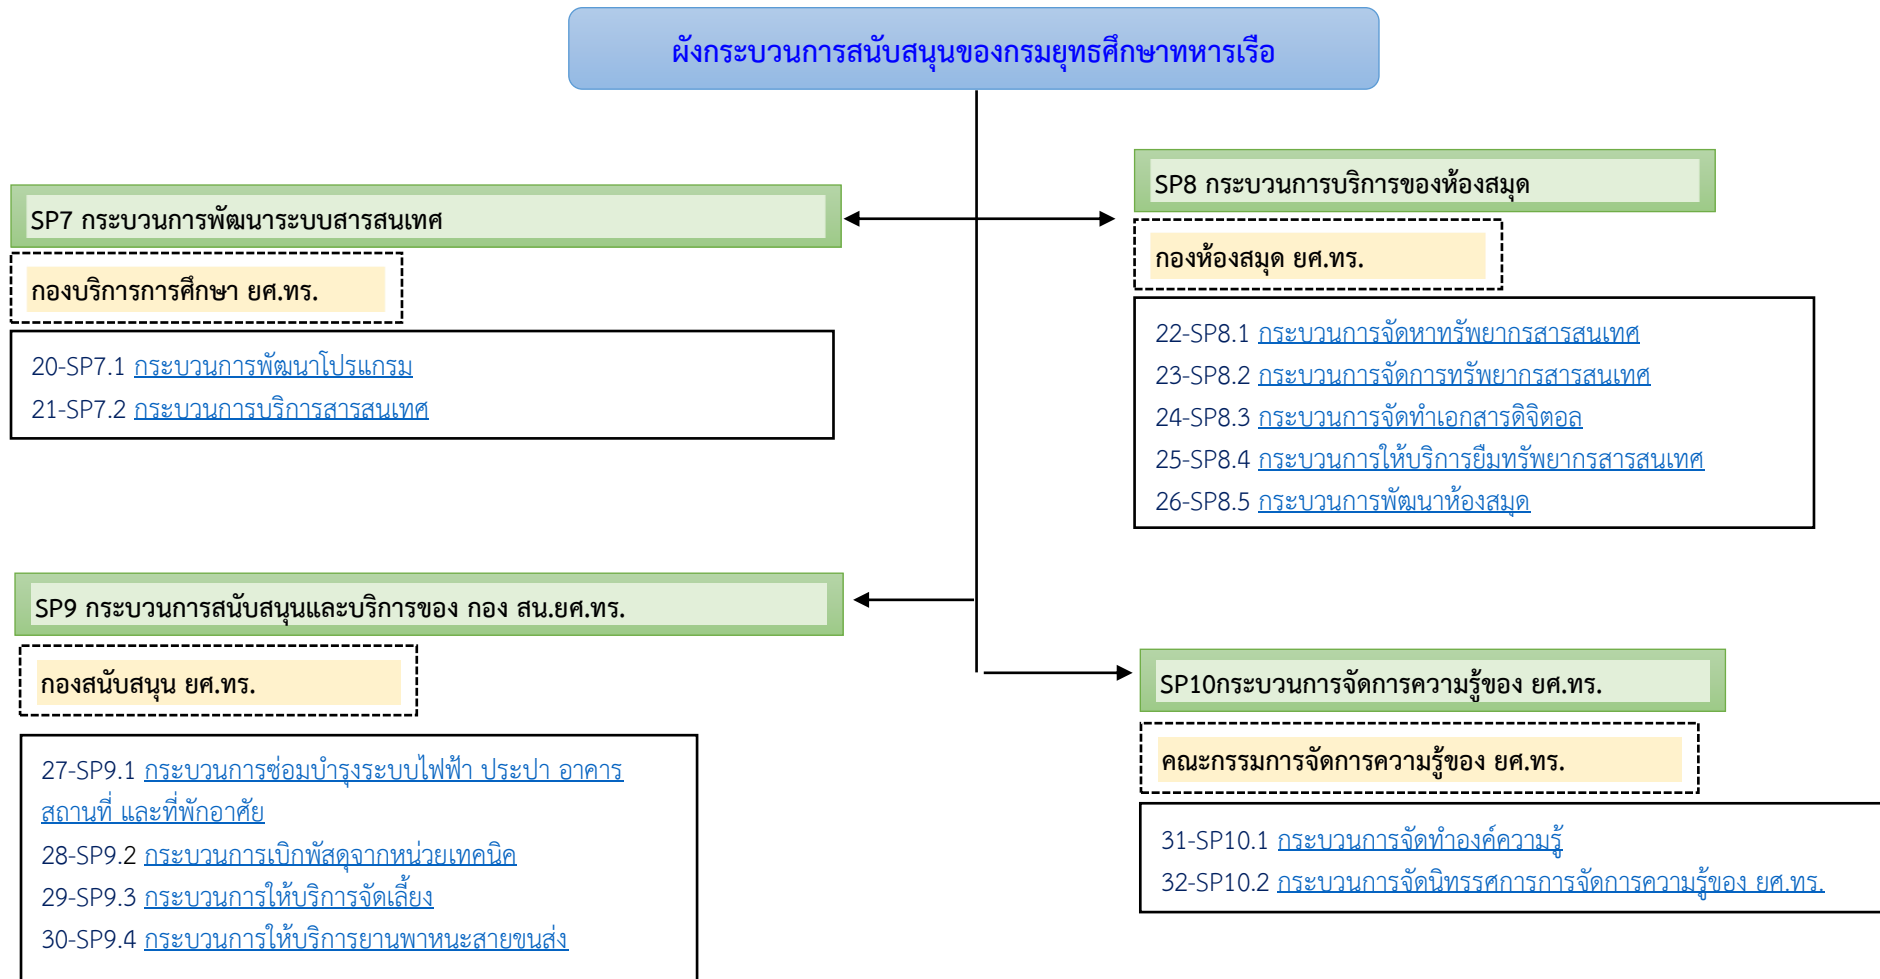 ผังกระบวนการสนับสนุนของกรมยุทธศึกษาทหารเรือ
SP7 กระบวนการพัฒนาระบบสารสนเทศ
กองบริการการศึกษา ยศ.ทร.
20-SP7.1 กระบวนการพัฒนาโปรแกรม
21-SP7.2 กระบวนการบริการสารสนเทศ
SP8 กระบวนการบริการของห้องสมุด
กองห้องสมุด ยศ.ทร.
22-SP8.1 กระบวนการจัดหาทรัพยากรสารสนเทศ
23-SP8.2 กระบวนการจัดการทรัพยากรสารสนเทศ
24-SP8.3 กระบวนการจัดทำเอกสารดิจิตอล
25-SP8.4 กระบวนการให้บริการยืมทรัพยากรสารสนเทศ
26-SP8.5 กระบวนการพัฒนาห้องสมุด
SP9 กระบวนการสนับสนุนและบริการของ กอง สน.ยศ.ทร.
กองสนับสนุน ยศ.ทร.
27-SP9.1 กระบวนการซ่อมบำรุงระบบไฟฟ้า ประปา อาคาร
สถานที่ และที่พักอาศัย
28-SP9.2 กระบวนการเบิกพัสดุจากหน่วยเทคนิค
29-SP9.3 กระบวนการให้บริการจัดเลี้ยง
30-SP9.4 กระบวนการให้บริการยานพาหนะสายขนส่ง
SP10กระบวนการจัดการความรู้ของ ยศ.ทร.
คณะกรรมการจัดการความรู้ของ ยศ.ทร.
31-SP10.1 กระบวนการจัดทำองค์ความรู้
32-SP10.2 กระบวนการจัดนิทรรศการการจัดการความรู้ของ ยศ.ทร.